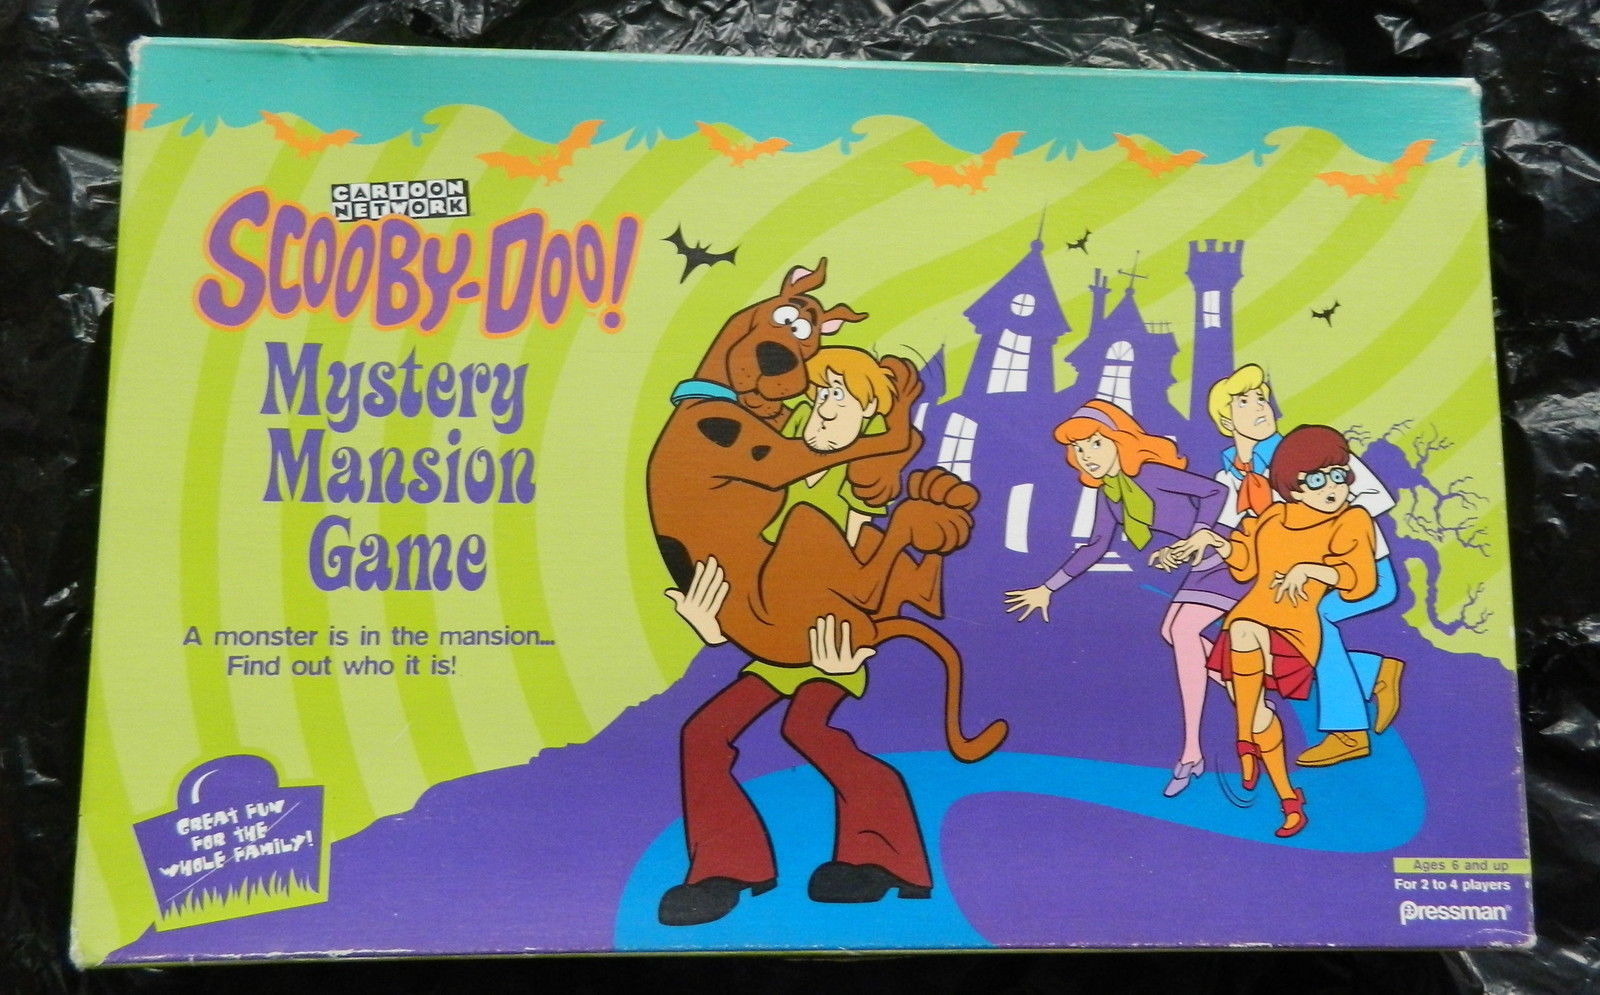 CARTOON
NETWORK
SCOOBY-DOO!
Mystery
Mansion
Game
A monster is in the mansion...
Find out who it is!
GREAT FUN
FOR THE
WHOLE FAMILY!
Ages 6 and up
For 2 to 4 players
Pressman®